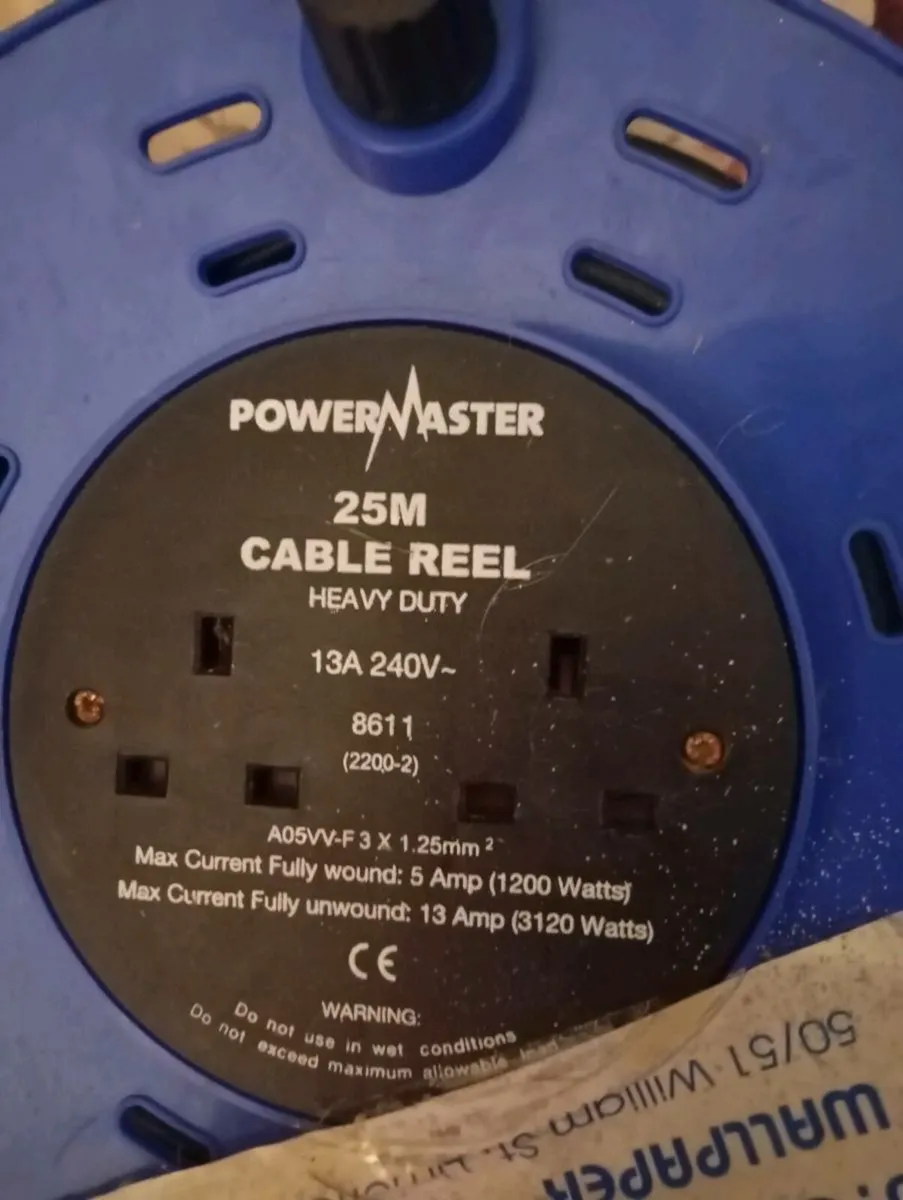 POWERMASTER
25M
CABLE REEL
HEAVY DUTY
13A 240V~
8611
(2200-2)
A05VV-F 3 X 1.25mm²
Max Current Fully wound: 5 Amp (1200 Watts)
Max Current Fully unwound: 13 Amp (3120 Watts)
CE
WARNING:
Do not use in wet conditions
Do not exceed maximum allowable load
50/51 William St.
WALLPAPER